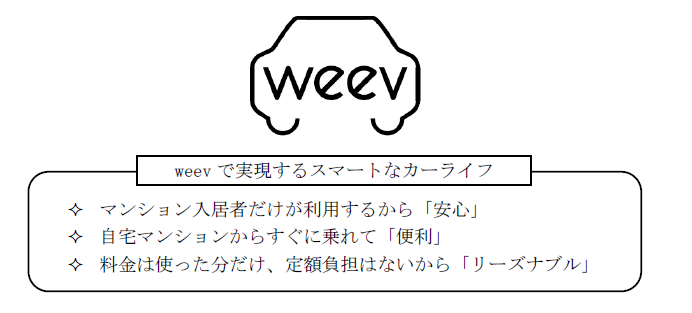 weev
weevで実現するスマートなカーライフ
✧ マンション入居者だけが利用するから「安心」
✧ 自宅マンションからすぐに乗れて「便利」
✧ 料金は使った分だけ、定額負担はないから「リーズナブル」